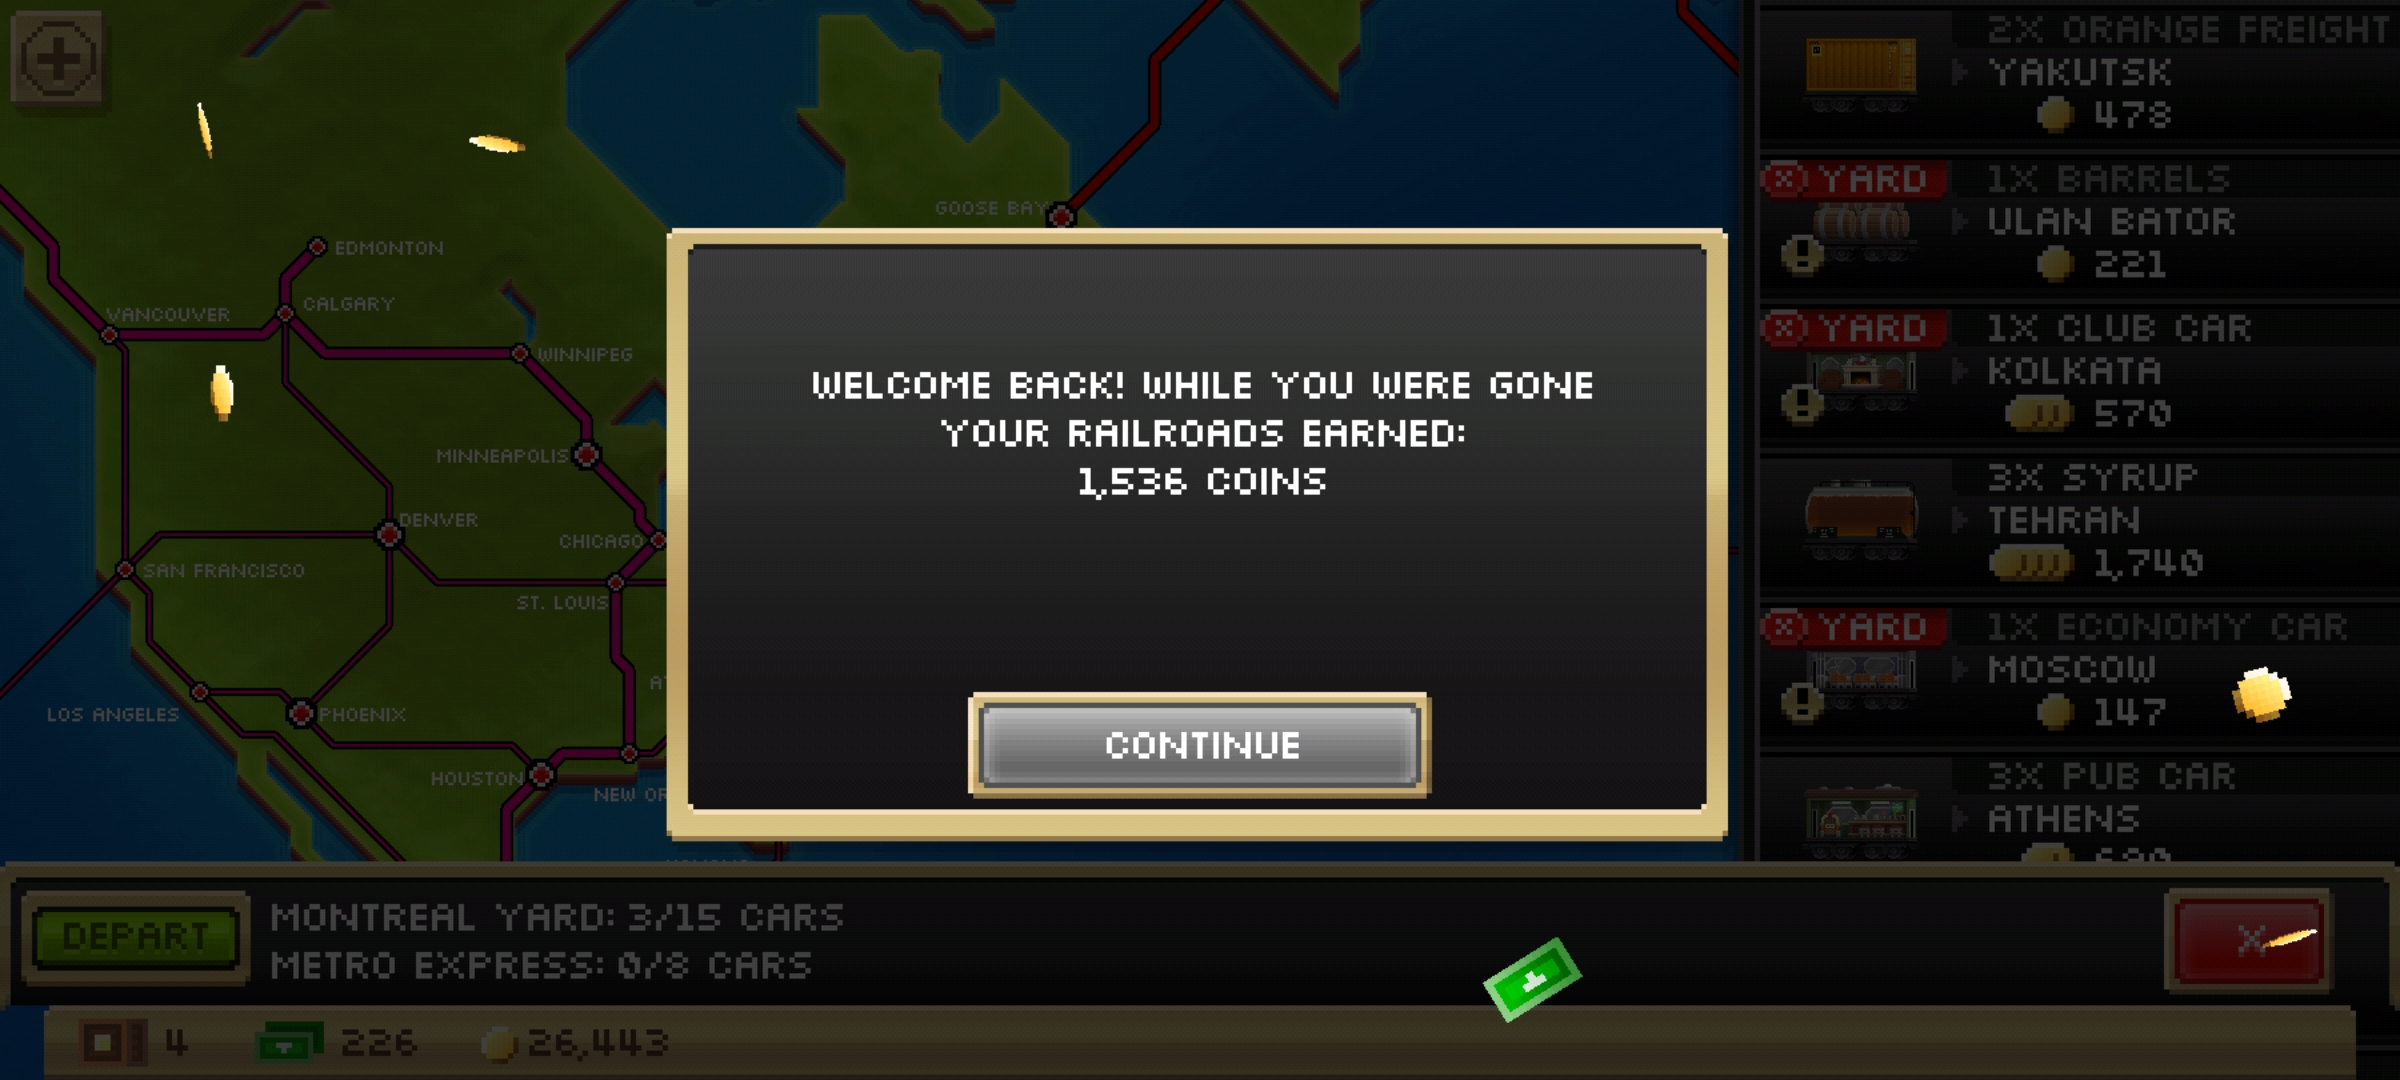 2X ORANGE FREIGHT
YAKUTSK
478
YARD
1X BARRELS
ULAN BATOR
221
YARD
1X CLUB CAR
KOLKATA
570
3X SYRUP
TEHRAN
1,740
YARD
1X ECONOMY CAR
MOSCOW
147
3X PUB CAR
ATHENS
GOOSE BAY
EDMONTON
CALGARY
VANCOUVER
WINNIPEG
MINNEAPOLIS
DENVER
CHICAGO
SAN FRANCISCO
ST. LOUIS
LOS ANGELES
PHOENIX
HOUSTON
NEW OR
WELCOME BACK! WHILE YOU WERE GONE
YOUR RAILROADS EARNED:
1,536 COINS
CONTINUE
DEPART
MONTREAL YARD: 3/15 CARS
METRO EXPRESS: 0/8 CARS
X
4
226
26,443